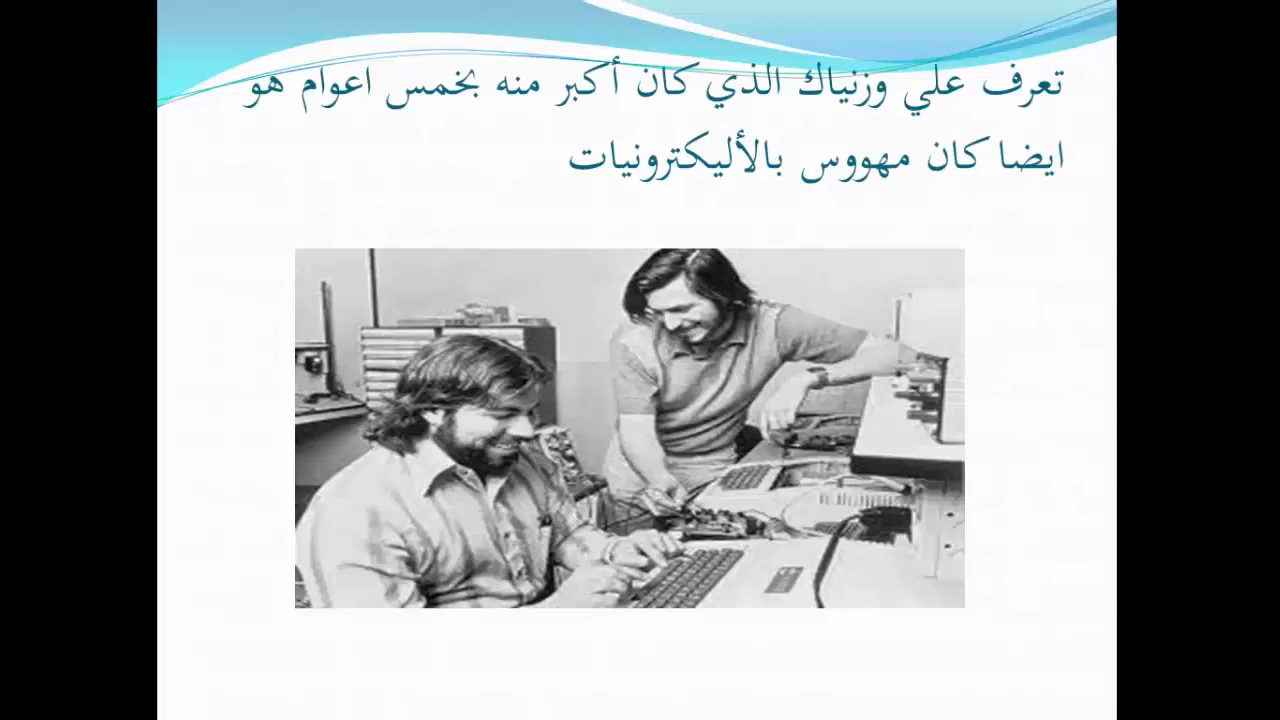 تعرف علي وزنياك الذي كان أكبر منه بخمس اعوام هو
ايضا كان مهووس بالأليكترونيات